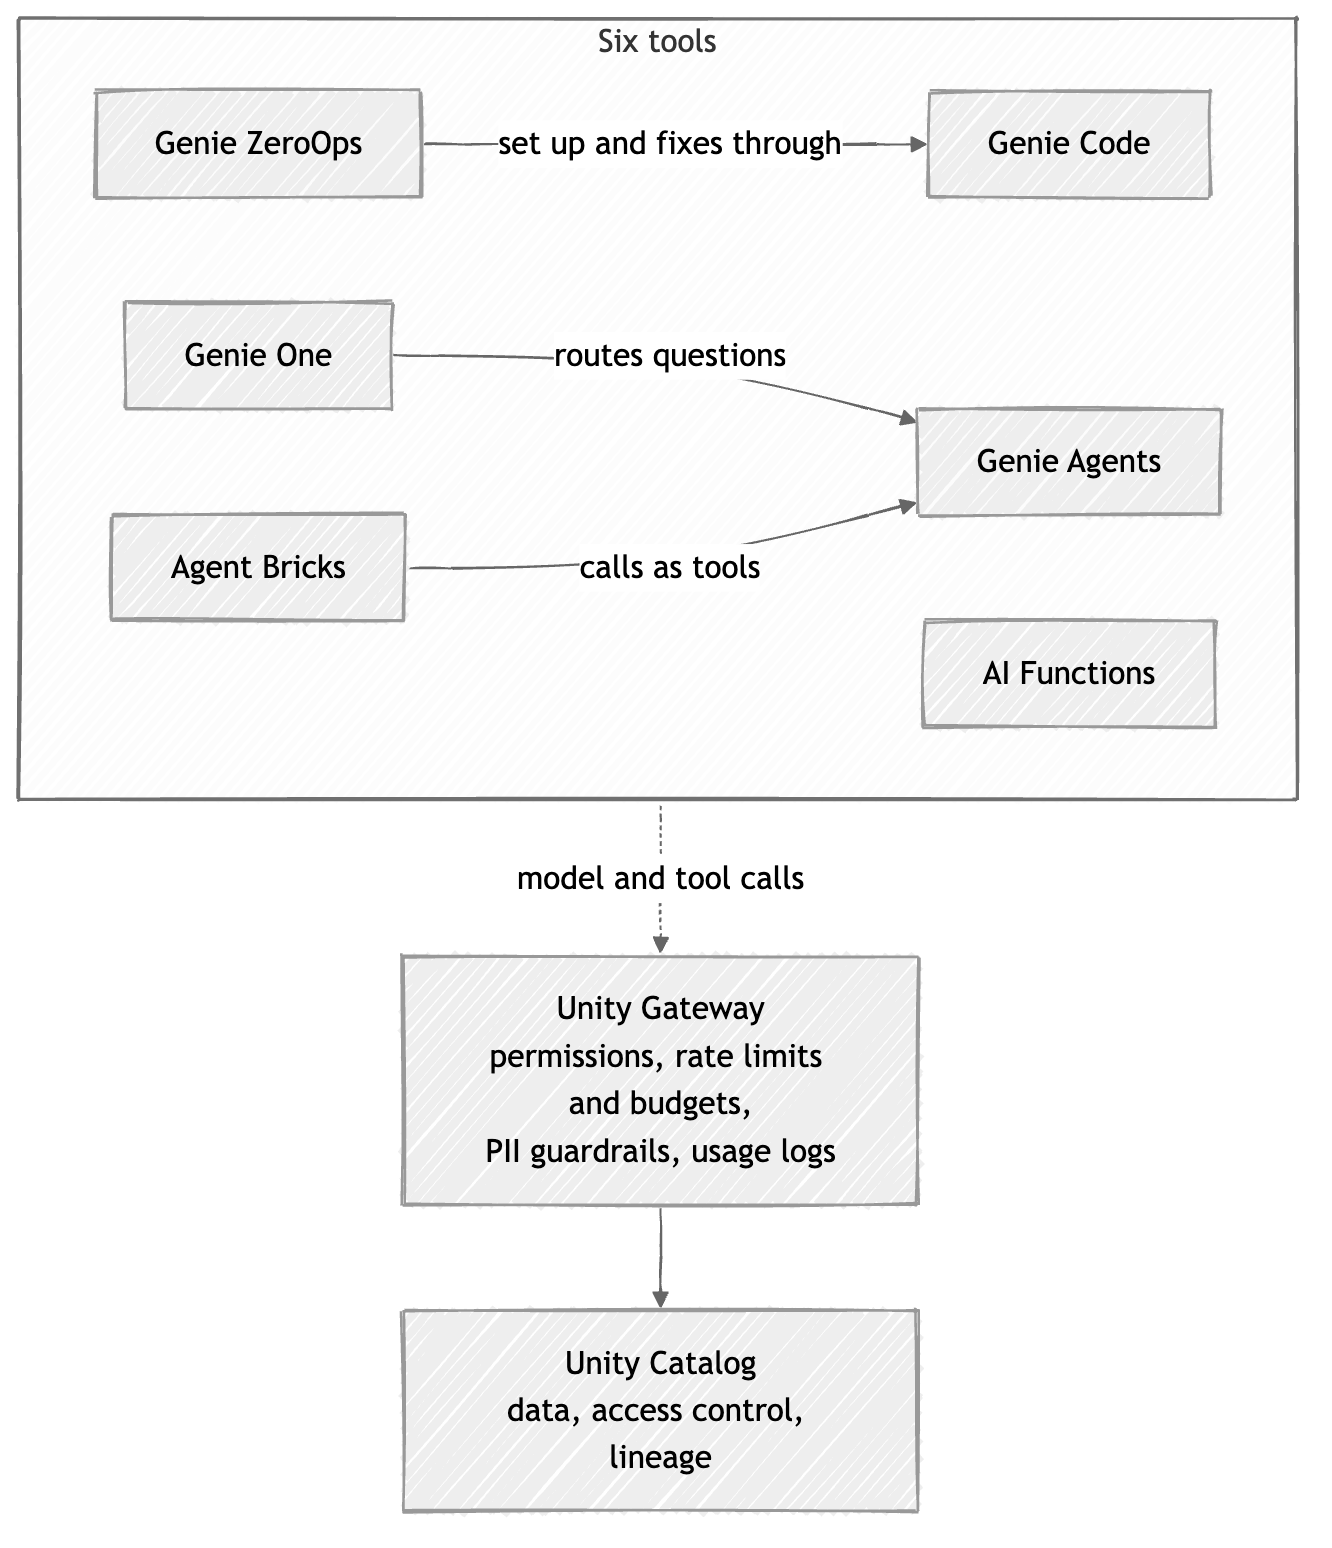 Six tools
Genie ZeroOps
set up and fixes through
Genie Code
Genie One
routes questions
Genie Agents
Agent Bricks
calls as tools
AI Functions
model and tool calls
Unity Gateway
permissions, rate limits
and budgets,
PII guardrails, usage logs
Unity Catalog
data, access control,
lineage